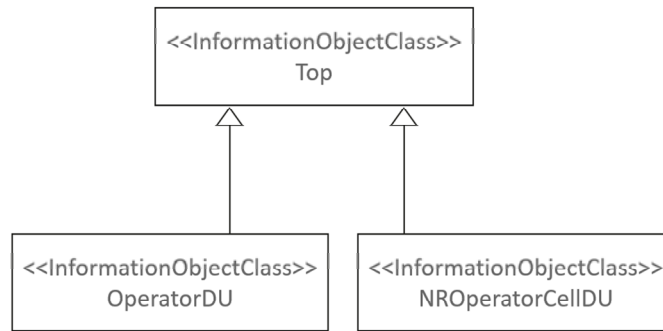 <<InformationObjectClass>>
Top
<<InformationObjectClass>>
OperatorDU
<<InformationObjectClass>>
NROperatorCellDU